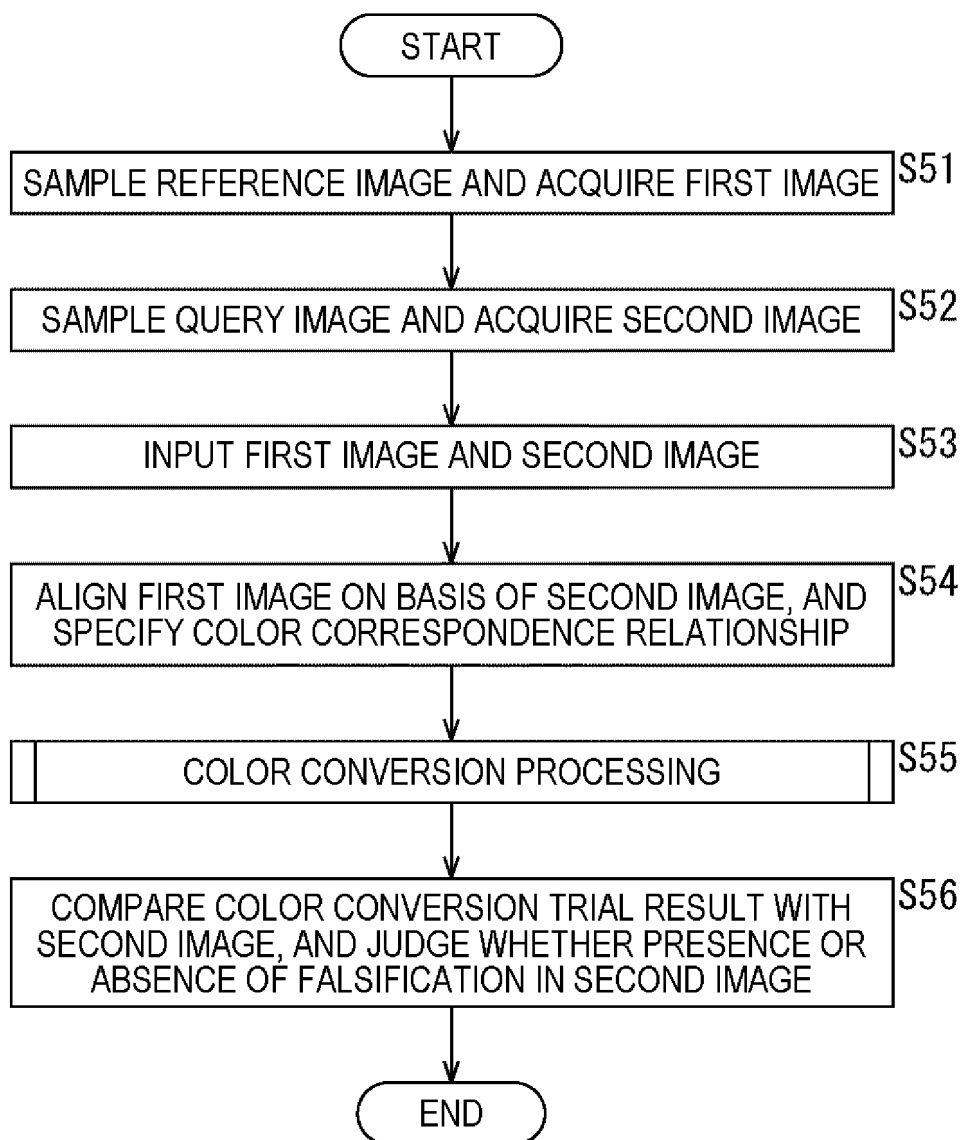 START
SAMPLE REFERENCE IMAGE AND ACQUIRE FIRST IMAGE
S51
SAMPLE QUERY IMAGE AND ACQUIRE SECOND IMAGE
S52
INPUT FIRST IMAGE AND SECOND IMAGE
S53
ALIGN FIRST IMAGE ON BASIS OF SECOND IMAGE, AND
SPECIFY COLOR CORRESPONDENCE RELATIONSHIP
S54
COLOR CONVERSION PROCESSING
S55
COMPARE COLOR CONVERSION TRIAL RESULT WITH
SECOND IMAGE, AND JUDGE WHETHER PRESENCE OR
ABSENCE OF FALSIFICATION IN SECOND IMAGE
S56
END